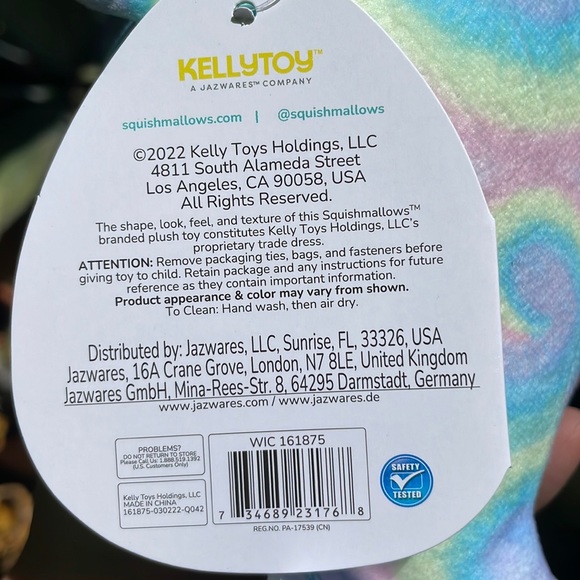 KELLYTOY™
A JAZWARES™ COMPANY
squishmallows.com | @squishmallows
©2022 Kelly Toys Holdings, LLC
4811 South Alameda Street
Los Angeles, CA 90058, USA
All Rights Reserved.
The shape, look, feel, and texture of this Squishmallows™
branded plush toy constitutes Kelly Toys Holdings, LLC's
proprietary trade dress.
ATTENTION: Remove packaging ties, bags, and fasteners before
giving toy to child. Retain package and any instructions for future
reference as they contain important information.
Product appearance & color may vary from shown.
To Clean: Hand wash, then air dry.
Distributed by: Jazwares, LLC, Sunrise, FL, 33326, USA
Jazwares, 16A Crane Grove, London, N7 8LE, United Kingdom
Jazwares GmbH, Mina-Rees-Str. 8, 64295 Darmstadt, Germany
www.jazwares.com / www.jazwares.de
PROBLEMS?
DO NOT RETURN TO STORE
Please Call Us: 1.888.519.1392
(U.S. Customers Only)
Kelly Toys Holdings, LLC
MADE IN CHINA
161875-030222-Q042
WIC 161875
7 34689 23176 8
REG.NO. PA-17539 (CN)
SAFETY
TESTED